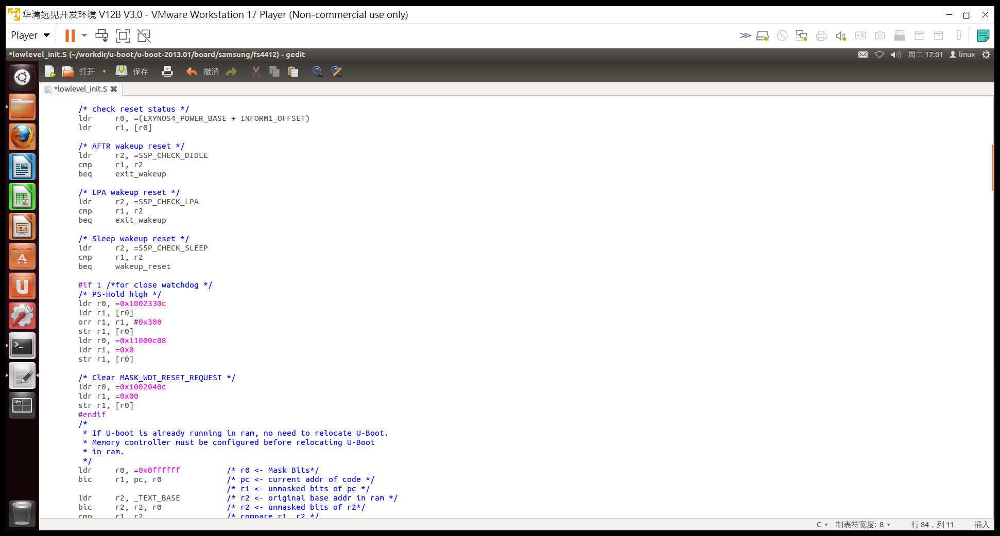 华清远见开发环境 V12B V3.0 - VMware Workstation 17 Player (Non-commercial use only)
Player
*lowlevel_init.S (~/workdir/u-boot/u-boot-2013.01/board/samsung/fs4412) - gedit
周二 17:01 linux
打开 保存 撤消
*lowlevel_init.S
/* check reset status */
ldr r0, =(EXYNOS4_POWER_BASE + INFORM1_OFFSET)
ldr r1, [r0]
/* AFTR wakeup reset */
ldr r2, =S5P_CHECK_DIDLE
cmp r1, r2
beq exit_wakeup
/* LPA wakeup reset */
ldr r2, =S5P_CHECK_LPA
cmp r1, r2
beq exit_wakeup
/* Sleep wakeup reset */
ldr r2, =S5P_CHECK_SLEEP
cmp r1, r2
beq wakeup_reset
#if 1 /*for close watchdog */
/* PS-Hold high */
ldr r0, =0x1002330c
ldr r1, [r0]
orr r1, r1, #0x300
str r1, [r0]
ldr r0, =0x11000c08
ldr r1, =0x0
str r1, [r0]
/* Clear MASK_WDT_RESET_REQUEST */
ldr r0, =0x1002040c
ldr r1, =0x00
str r1, [r0]
#endif
/*
* If U-boot is already running in ram, no need to relocate U-Boot.
* Memory controller must be configured before relocating U-Boot
* in ram.
*/
ldr r0, =0x0ffffff /* r0 <- Mask Bits*/
bic r1, pc, r0 /* pc <- current addr of code */
/* r1 <- unmasked bits of pc */
ldr r2, _TEXT_BASE /* r2 <- original base addr in ram */
bic r2, r2, r0 /* r2 <- unmasked bits of r2*/
cmp r1, r2 /* compare r1, r2 */
C 制表符宽度: 8 行 84，列 11 插入